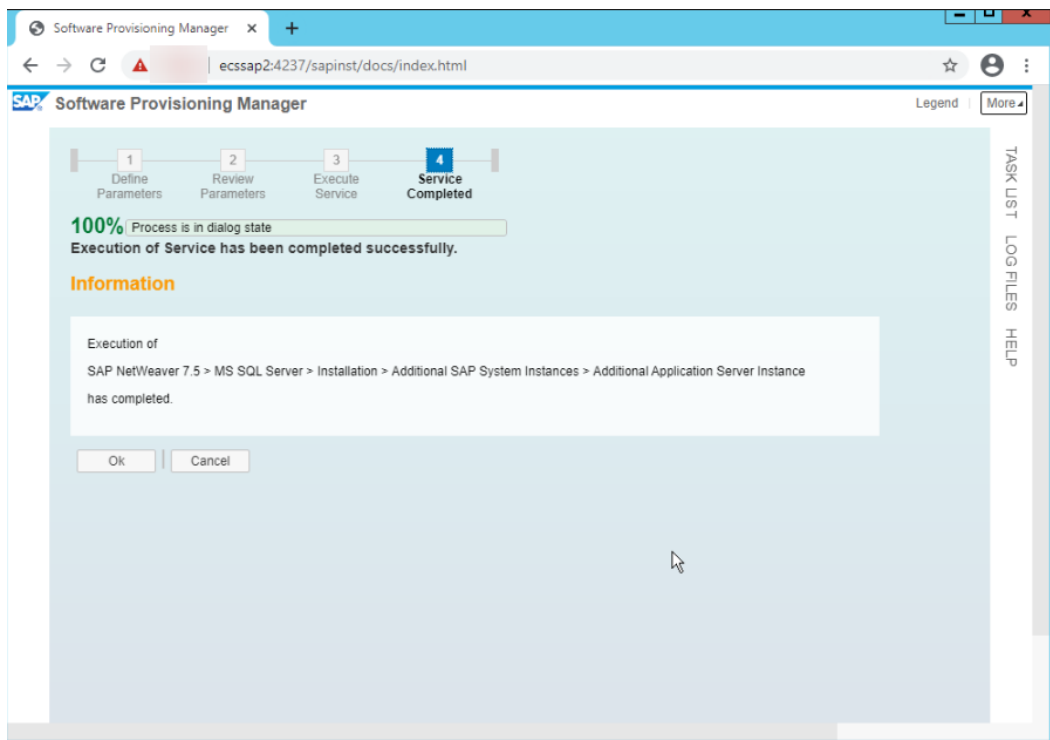 Software Provisioning Manager
ecssap2:4237/sapinst/docs/index.html
SAP Software Provisioning Manager
Legend
More
1
2
3
4
Define Parameters
Review Parameters
Execute Service
Service Completed
100% Process is in dialog state
Execution of Service has been completed successfully.
Information
Execution of
SAP NetWeaver 7.5 > MS SQL Server > Installation > Additional SAP System Instances > Additional Application Server Instance
has completed.
Ok
Cancel
TASK LIST
LOG FILES
HELP